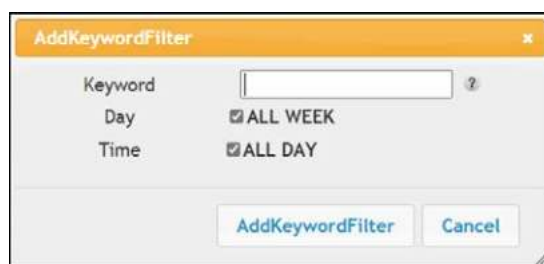 AddKeywordFilter ×
Keyword ?
Day ALL WEEK
Time ALL DAY
AddKeywordFilter Cancel